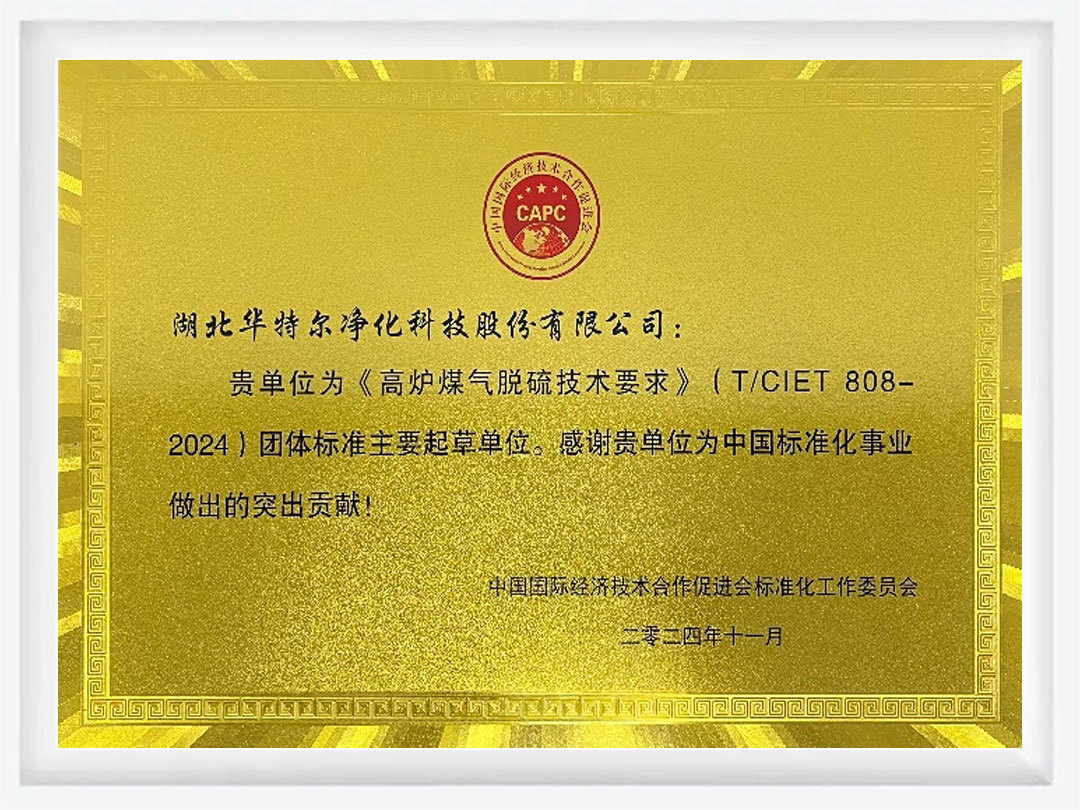 中国国际经济技术合作促进会
CAPC
湖北华特尔净化科技股份有限公司：
贵单位为《高炉煤气脱硫技术要求》（T/CIET 808-
2024）团体标准主要起草单位。感谢贵单位为中国标准化事业
做出的突出贡献！
中国国际经济技术合作促进会标准化工作委员会
二零二四年十一月